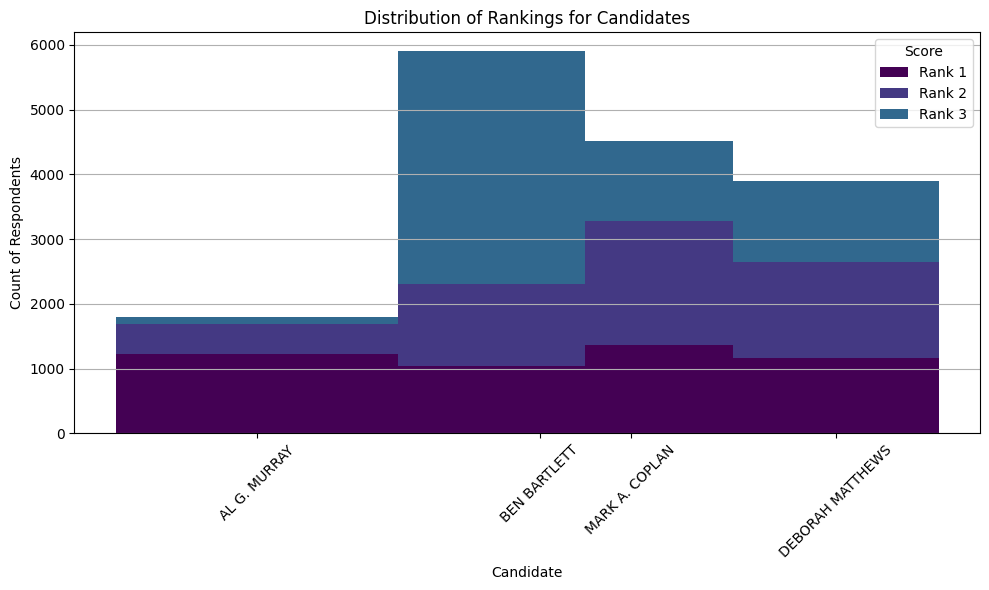 Distribution of Rankings for Candidates
Score
Rank 1
Rank 2
Rank 3
Count of Respondents
6000
5000
4000
3000
2000
1000
0
AL G. MURRAY
BEN BARTLETT
MARK A. COPLAN
DEBORAH MATTHEWS
Candidate